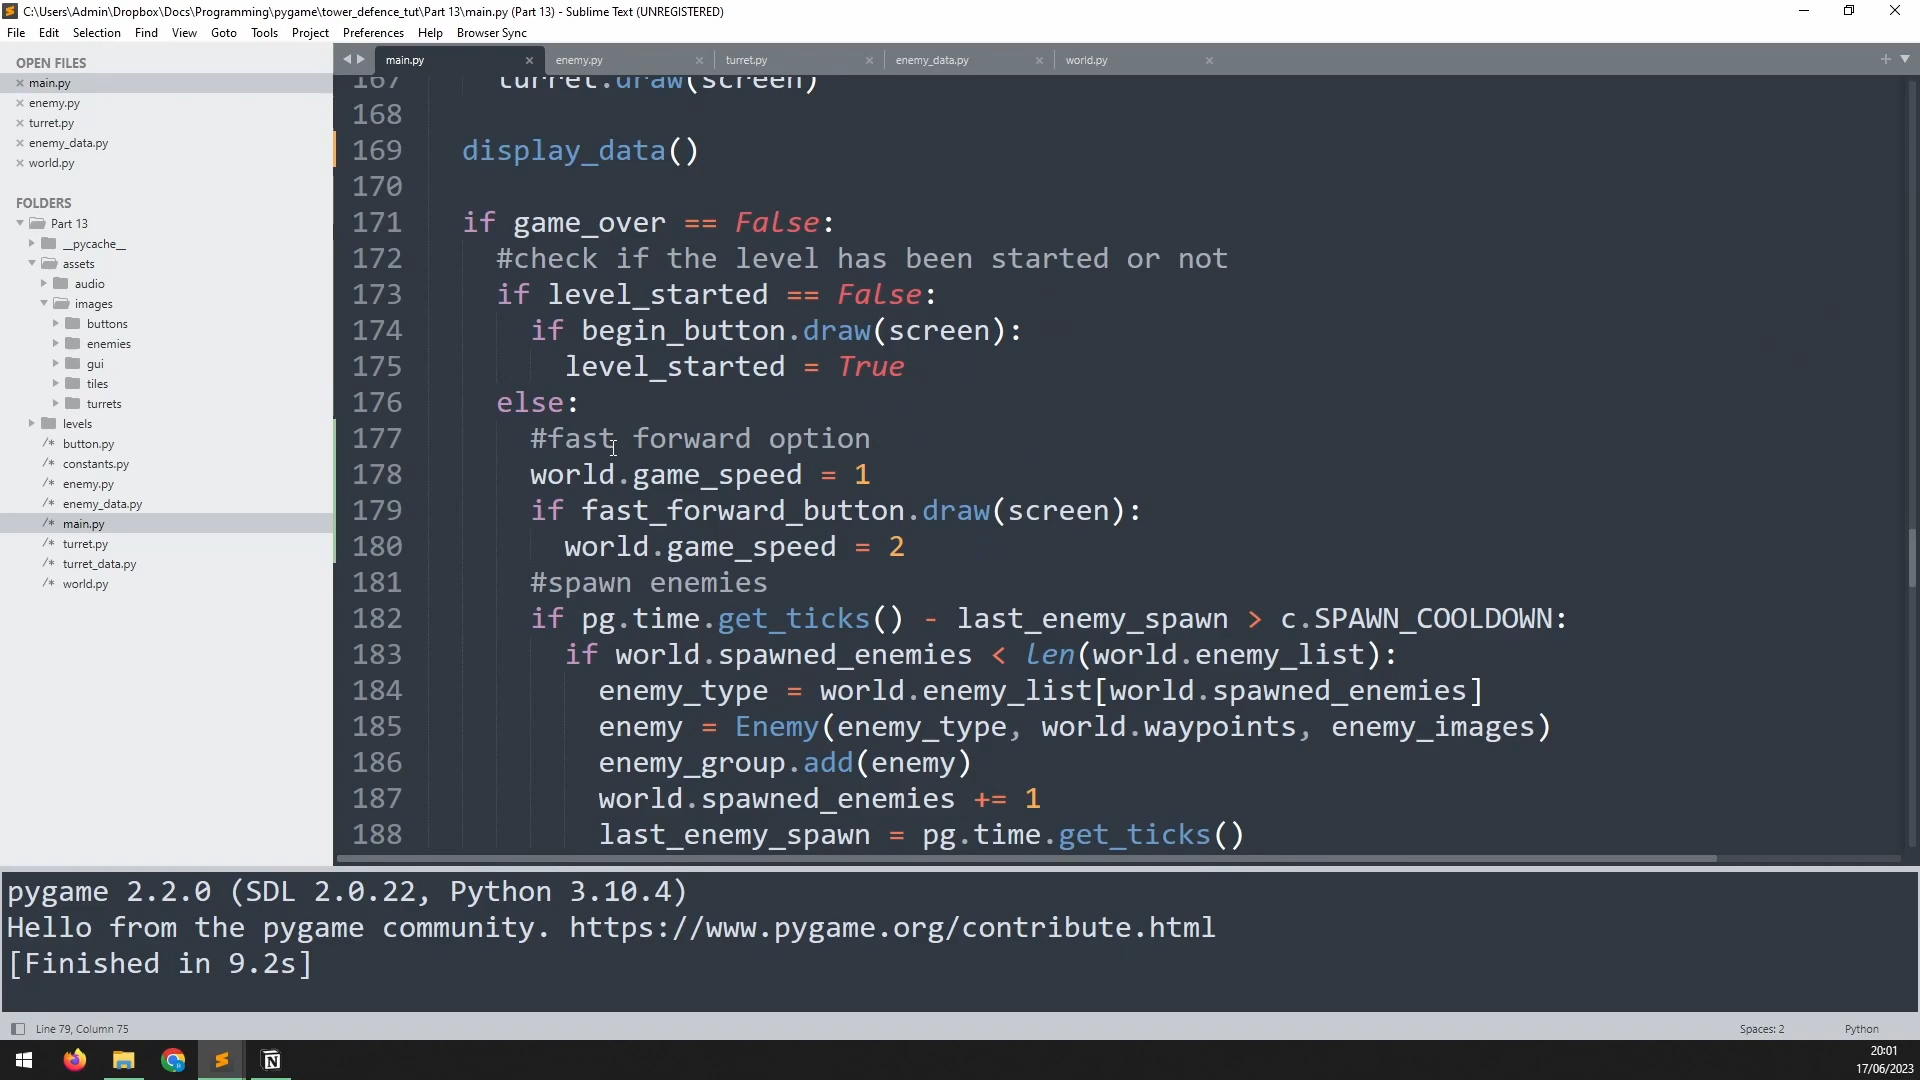 C:\Users\Admin\Dropbox\Docs\Programming\pygame\tower_defence_tut\Part 13\main.py (Part 13) - Sublime Text (UNREGISTERED)
File Edit Selection Find View Goto Tools Project Preferences Help Browser Sync
OPEN FILES
main.py
enemy.py
turret.py
enemy_data.py
world.py
FOLDERS
Part 13
__pycache__
assets
audio
images
buttons
enemies
gui
tiles
turrets
levels
button.py
constants.py
enemy.py
enemy_data.py
main.py
turret.py
turret_data.py
world.py
main.py enemy.py turret.py enemy_data.py world.py
167 turret.draw(screen)
168
169 display_data()
170
171 if game_over == False:
172 #check if the level has been started or not
173 if level_started == False:
174 if begin_button.draw(screen):
175 level_started = True
176 else:
177 #fast forward option
178 world.game_speed = 1
179 if fast_forward_button.draw(screen):
180 world.game_speed = 2
181 #spawn enemies
182 if pg.time.get_ticks() - last_enemy_spawn > c.SPAWN_COOLDOWN:
183 if world.spawned_enemies < len(world.enemy_list):
184 enemy_type = world.enemy_list[world.spawned_enemies]
185 enemy = Enemy(enemy_type, world.waypoints, enemy_images)
186 enemy_group.add(enemy)
187 world.spawned_enemies += 1
188 last_enemy_spawn = pg.time.get_ticks()
pygame 2.2.0 (SDL 2.0.22, Python 3.10.4)
Hello from the pygame community. https://www.pygame.org/contribute.html
[Finished in 9.2s]
Line 79, Column 75 Spaces: 2 Python
20:01
17/06/2023